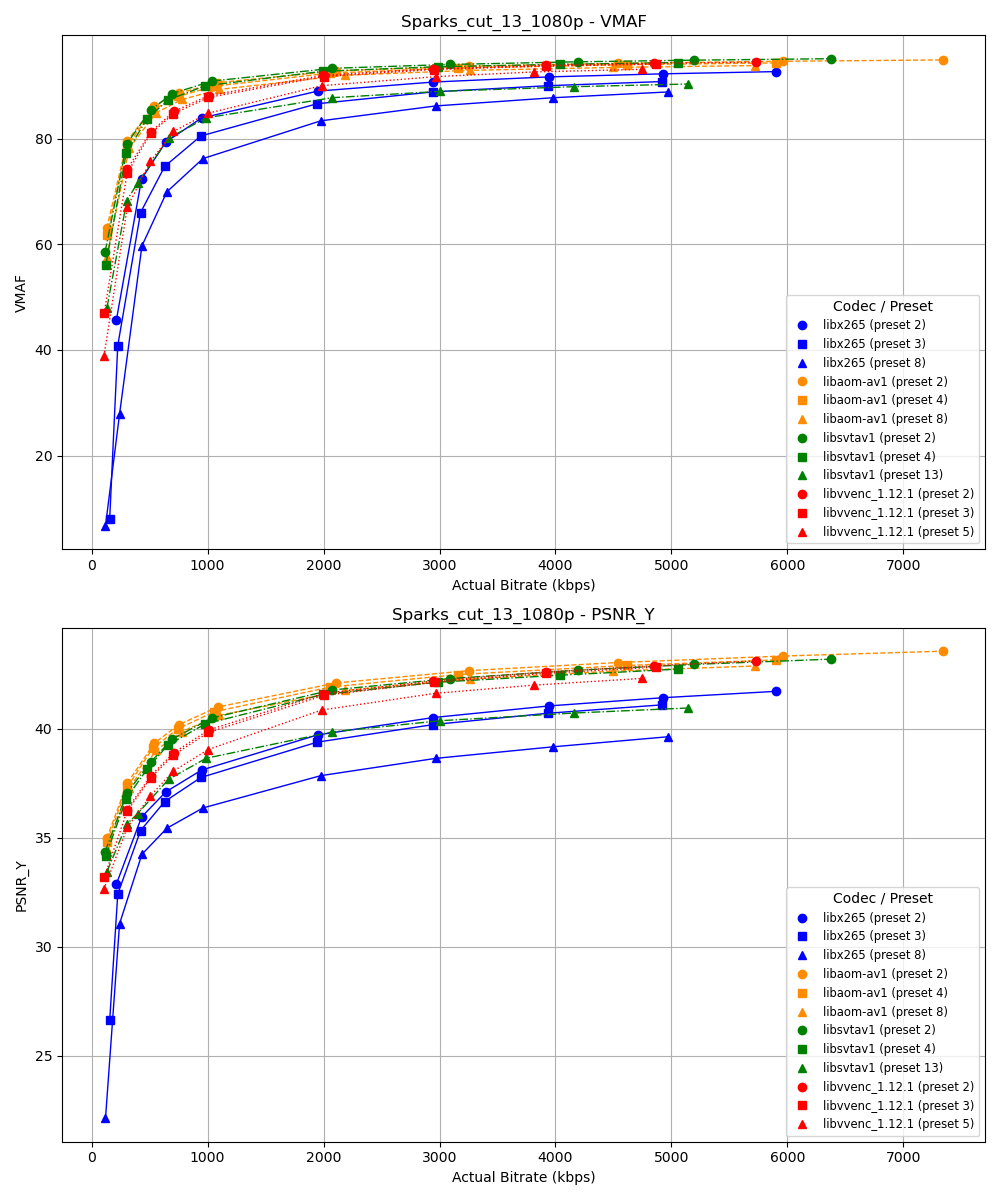 Sparks_cut_13_1080p - VMAF
80
60
40
20
VMAF
0 1000 2000 3000 4000 5000 6000 7000
Actual Bitrate (kbps)
Codec / Preset
libx265 (preset 2)
libx265 (preset 3)
libx265 (preset 8)
libaom-av1 (preset 2)
libaom-av1 (preset 4)
libaom-av1 (preset 8)
libsvtav1 (preset 2)
libsvtav1 (preset 4)
libsvtav1 (preset 13)
libvvenc_1.12.1 (preset 2)
libvvenc_1.12.1 (preset 3)
libvvenc_1.12.1 (preset 5)
Sparks_cut_13_1080p - PSNR_Y
40
35
30
25
PSNR_Y
0 1000 2000 3000 4000 5000 6000 7000
Actual Bitrate (kbps)
Codec / Preset
libx265 (preset 2)
libx265 (preset 3)
libx265 (preset 8)
libaom-av1 (preset 2)
libaom-av1 (preset 4)
libaom-av1 (preset 8)
libsvtav1 (preset 2)
libsvtav1 (preset 4)
libsvtav1 (preset 13)
libvvenc_1.12.1 (preset 2)
libvvenc_1.12.1 (preset 3)
libvvenc_1.12.1 (preset 5)